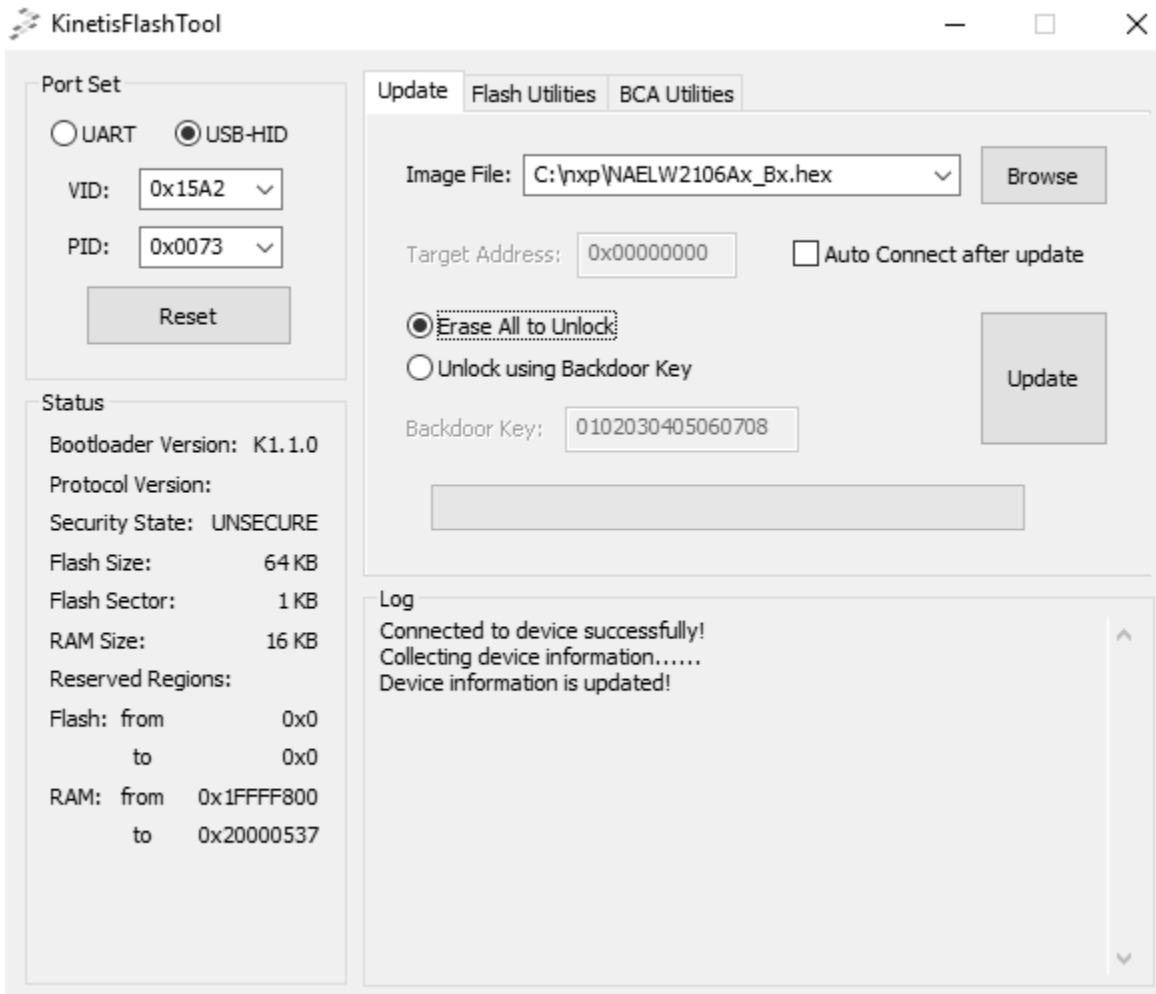 KinetisFlashTool
Port Set
UART USB-HID
VID: 0x15A2
PID: 0x0073
Reset
Status
Bootloader Version: K1.1.0
Protocol Version:
Security State: UNSECURE
Flash Size: 64 KB
Flash Sector: 1 KB
RAM Size: 16 KB
Reserved Regions:
Flash: from 0x0
to 0x0
RAM: from 0x1FFFF800
to 0x20000537
Update Flash Utilities BCA Utilities
Image File: C:\nxp\NAELW2106Ax_Bx.hex Browse
Target Address: 0x00000000 Auto Connect after update
Erase All to Unlock
Unlock using Backdoor Key
Update
Backdoor Key: 0102030405060708
Log
Connected to device successfully!
Collecting device information......
Device information is updated!